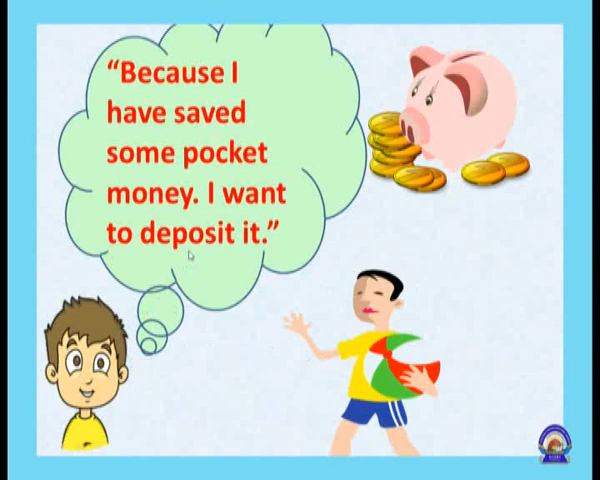 “Because I
have saved
some pocket
money. I want
to deposit it.”